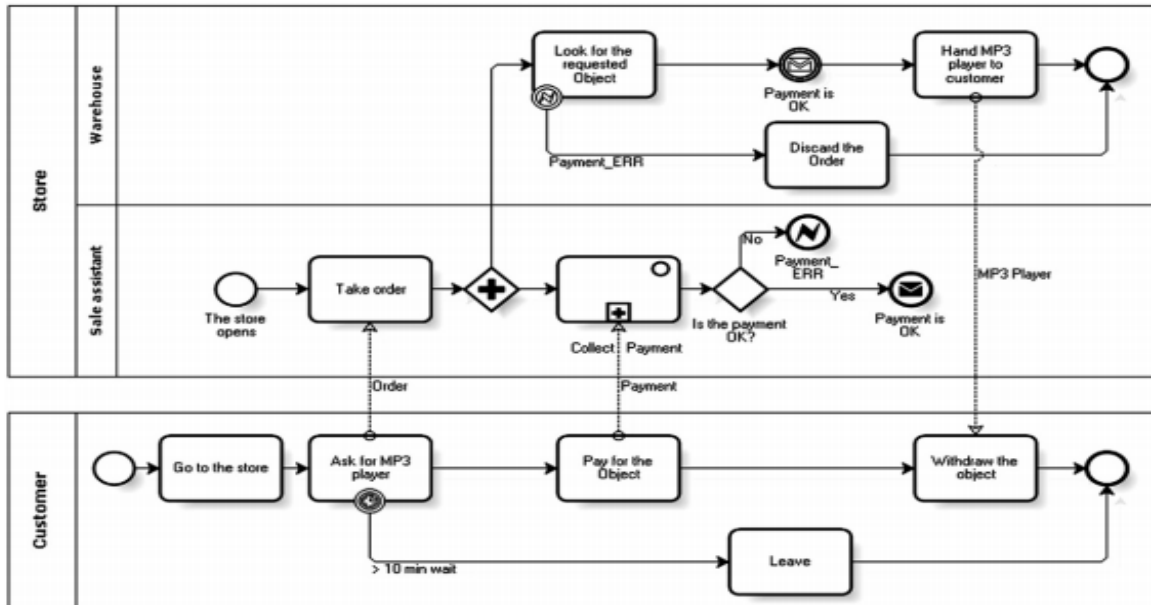 Store
Warehouse
Look for the
requested
Object
Payment is
OK
Hand MP3
player to
customer
Payment_ERR
Discard the
Order
Sale assistant
The store
opens
Take order
Collect Payment
No
Payment_
ERR
Yes
Is the payment
OK?
Payment is
OK
MP3 Player
Order
Payment
Customer
Go to the store
Ask for MP3
player
Pay for the
Object
Withdraw the
object
> 10 min wait
Leave